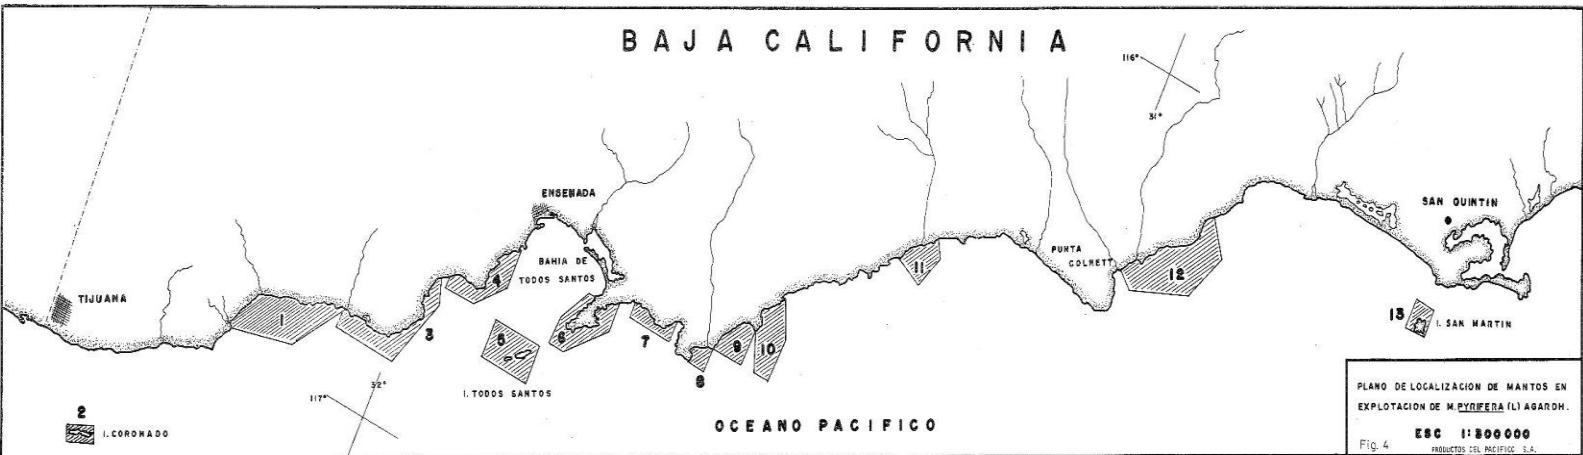 BAJA CALIFORNIA
116°
31°
ENSENADA
SAN QUINTIN
BAHIA DE
TODOS SANTOS
PUNTA
COLNETT
TIJUANA
1
2
3
4
5
6
7
8
9
10
11
12
13
I. SAN MARTIN
I. TODOS SANTOS
32°
117°
I. CORONADO
OCEANO PACIFICO
PLANO DE LOCALIZACION DE MANTOS EN
EXPLOTACION DE M. PYRIFERA (L) AGARDH.
ESC 1:300000
Fig. 4
PRODUCTOS DEL PACIFICO S.A.